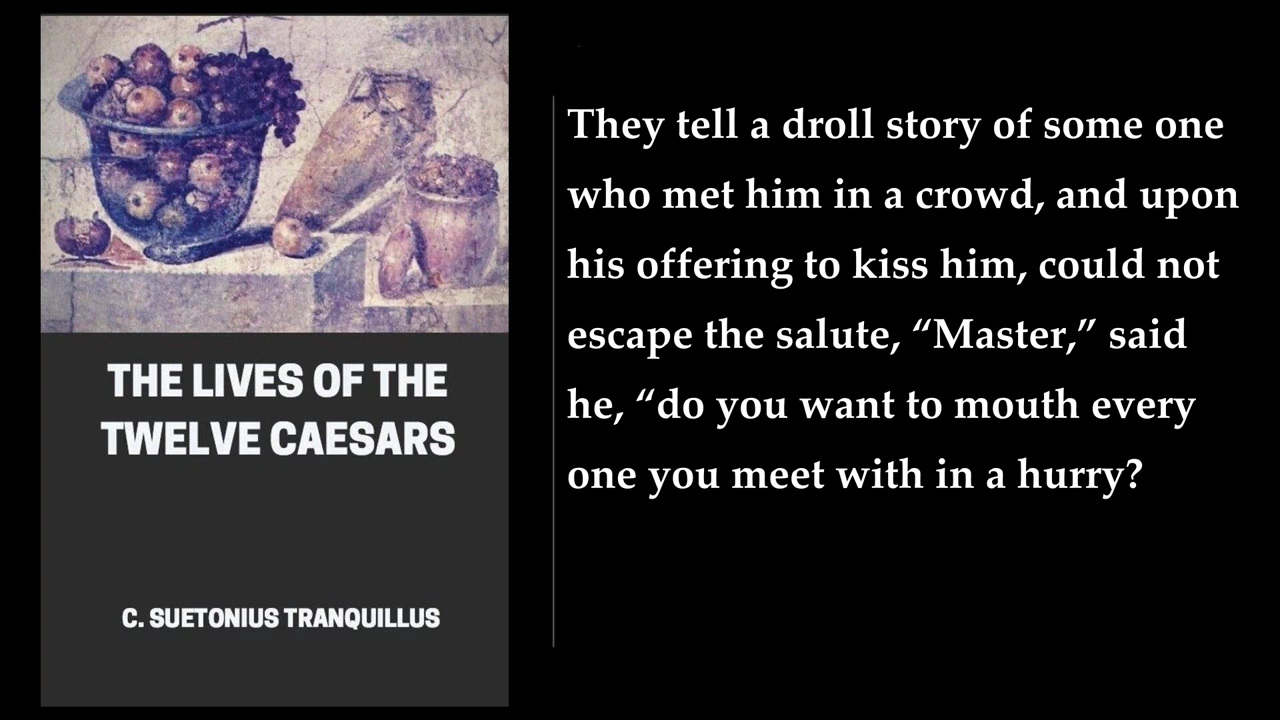 THE LIVES OF THE
TWELVE CAESARS
C. SUETONIUS TRANQUILLUS
They tell a droll story of some one
who met him in a crowd, and upon
his offering to kiss him, could not
escape the salute, “Master,” said
he, “do you want to mouth every
one you meet with in a hurry?